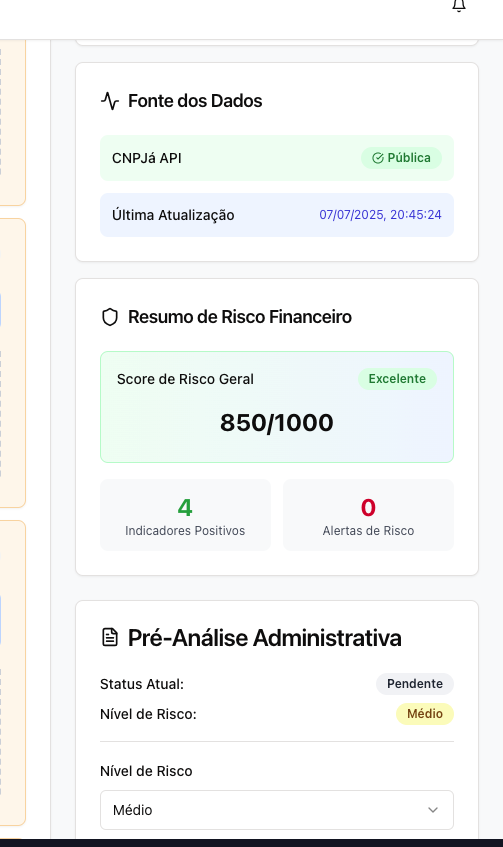 Fonte dos Dados
CNPJá API
Pública
Última Atualização
07/07/2025, 20:45:24
Resumo de Risco Financeiro
Score de Risco Geral
Excelente
850/1000
4
Indicadores Positivos
0
Alertas de Risco
Pré-Análise Administrativa
Status Atual:
Pendente
Nível de Risco:
Médio
Nível de Risco
Médio